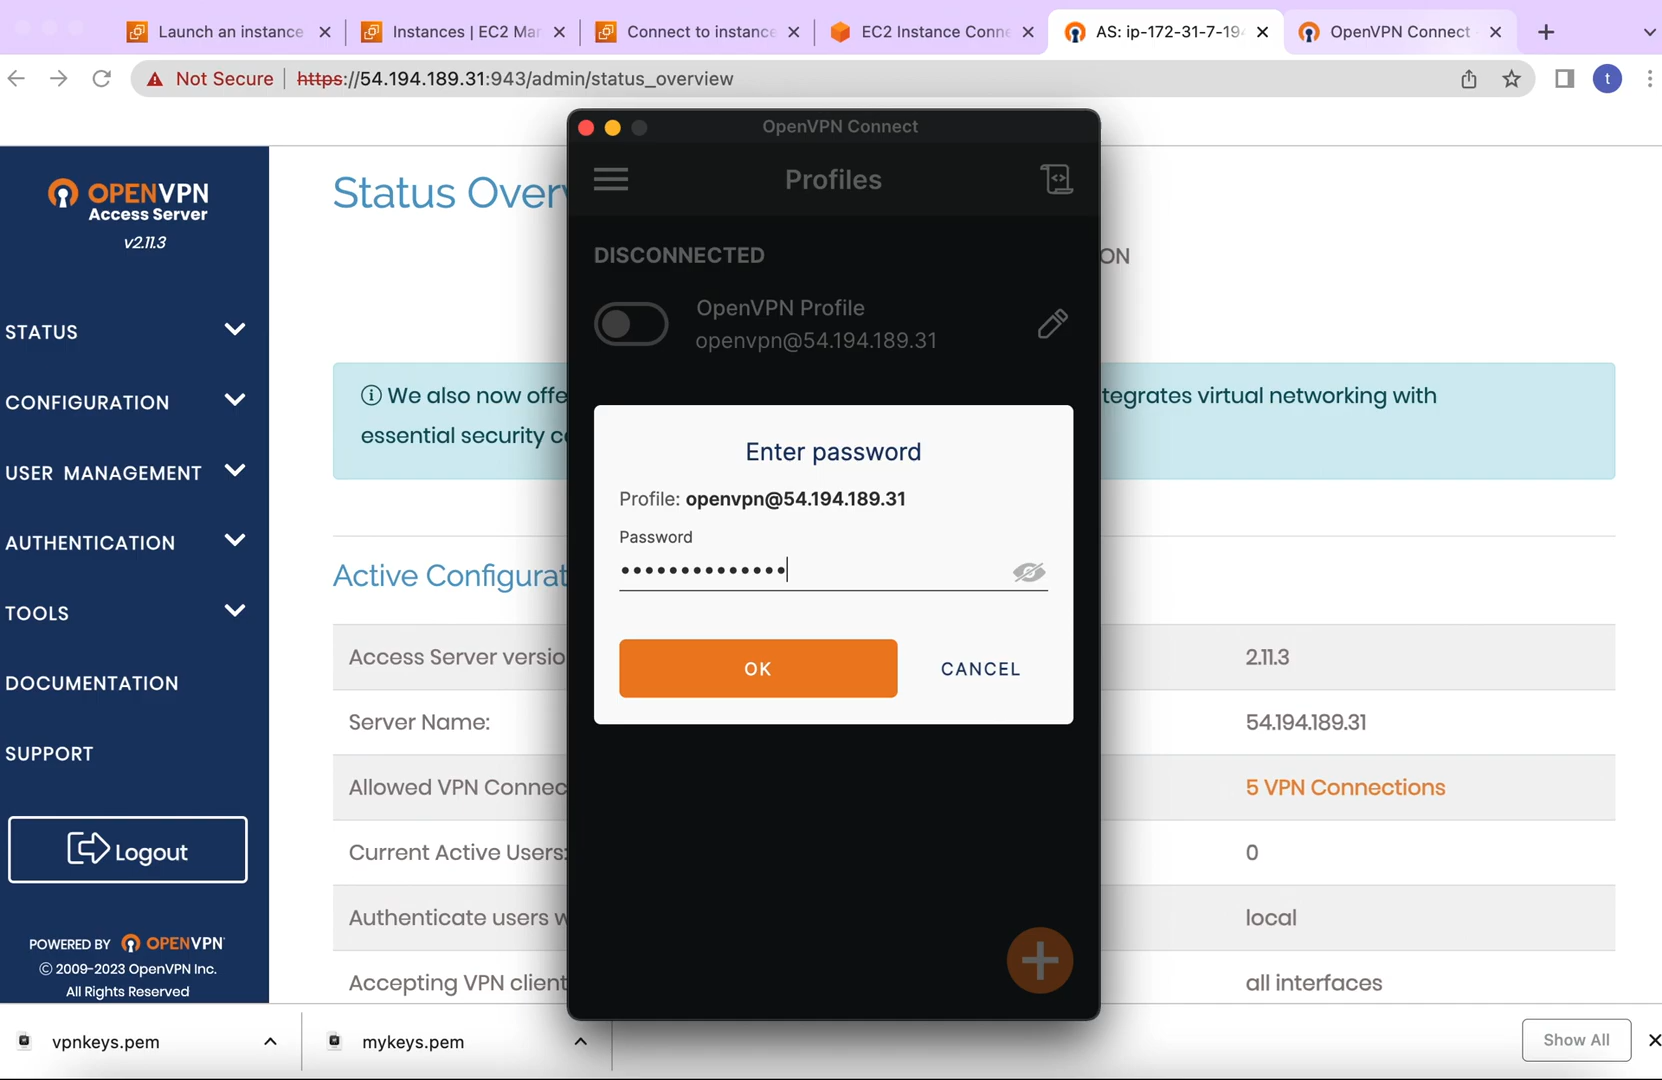 Launch an instance
Instances | EC2 Mar
Connect to instance
EC2 Instance Conne
AS: ip-172-31-7-194
OpenVPN Connect
Not Secure
https://54.194.189.31:943/admin/status_overview
t
OpenVPN Connect
Profiles
DISCONNECTED
OpenVPN Profile
openvpn@54.194.189.31
Enter password
Profile: openvpn@54.194.189.31
Password
OK
CANCEL
OPENVPN
Access Server
v2.11.3
STATUS
CONFIGURATION
USER MANAGEMENT
AUTHENTICATION
TOOLS
DOCUMENTATION
SUPPORT
Logout
POWERED BY OPENVPN
© 2009-2023 OpenVPN Inc.
All Rights Reserved
Status Overv
ON
We also now offe tegrates virtual networking with
essential security co
Active Configurat
Access Server versio 2.11.3
Server Name: 54.194.189.31
Allowed VPN Connec 5 VPN Connections
Current Active Users: 0
Authenticate users w local
Accepting VPN client all interfaces
vpnkeys.pem
mykeys.pem
Show All